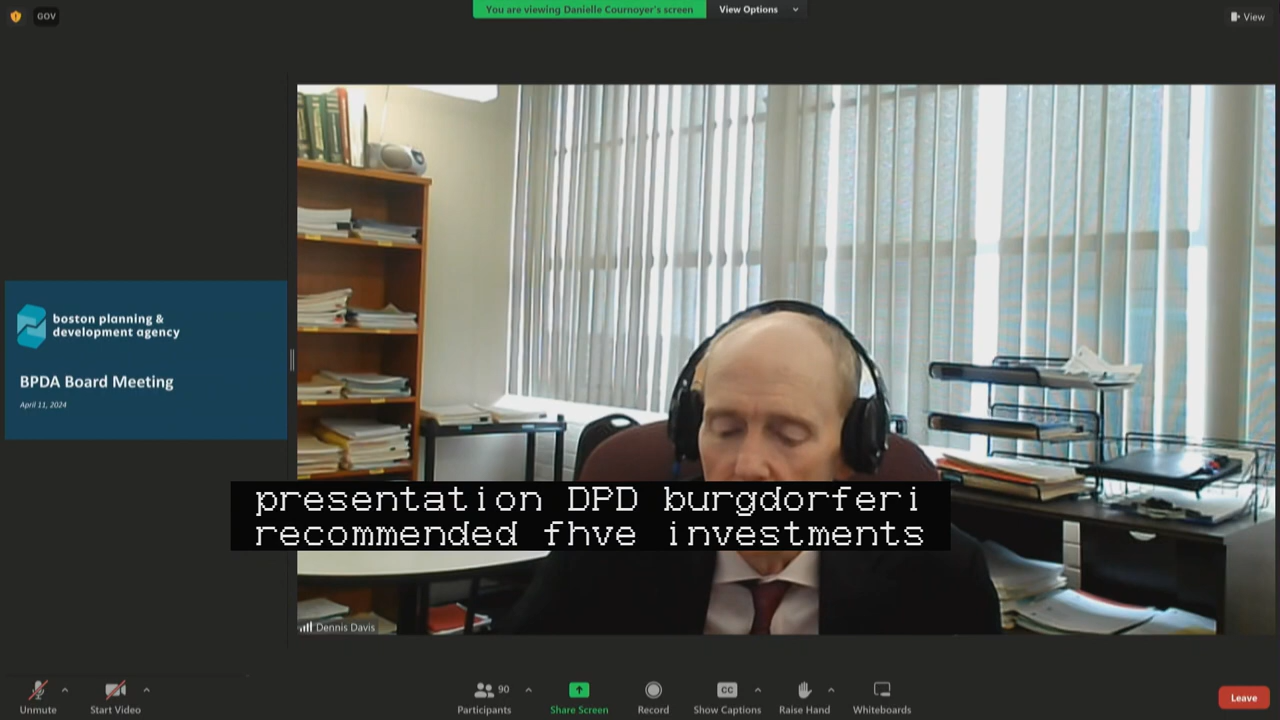 GOV
You are viewing Danielle Cournoyer's screen
View Options
View
boston planning &
development agency
BPDA Board Meeting
April 11, 2024
presentation DPD burgdorferi
recommended fhve investments
Dennis Davis
Unmute
Start Video
90
Participants
Share Screen
Record
CC
Show Captions
Raise Hand
Whiteboards
Leave